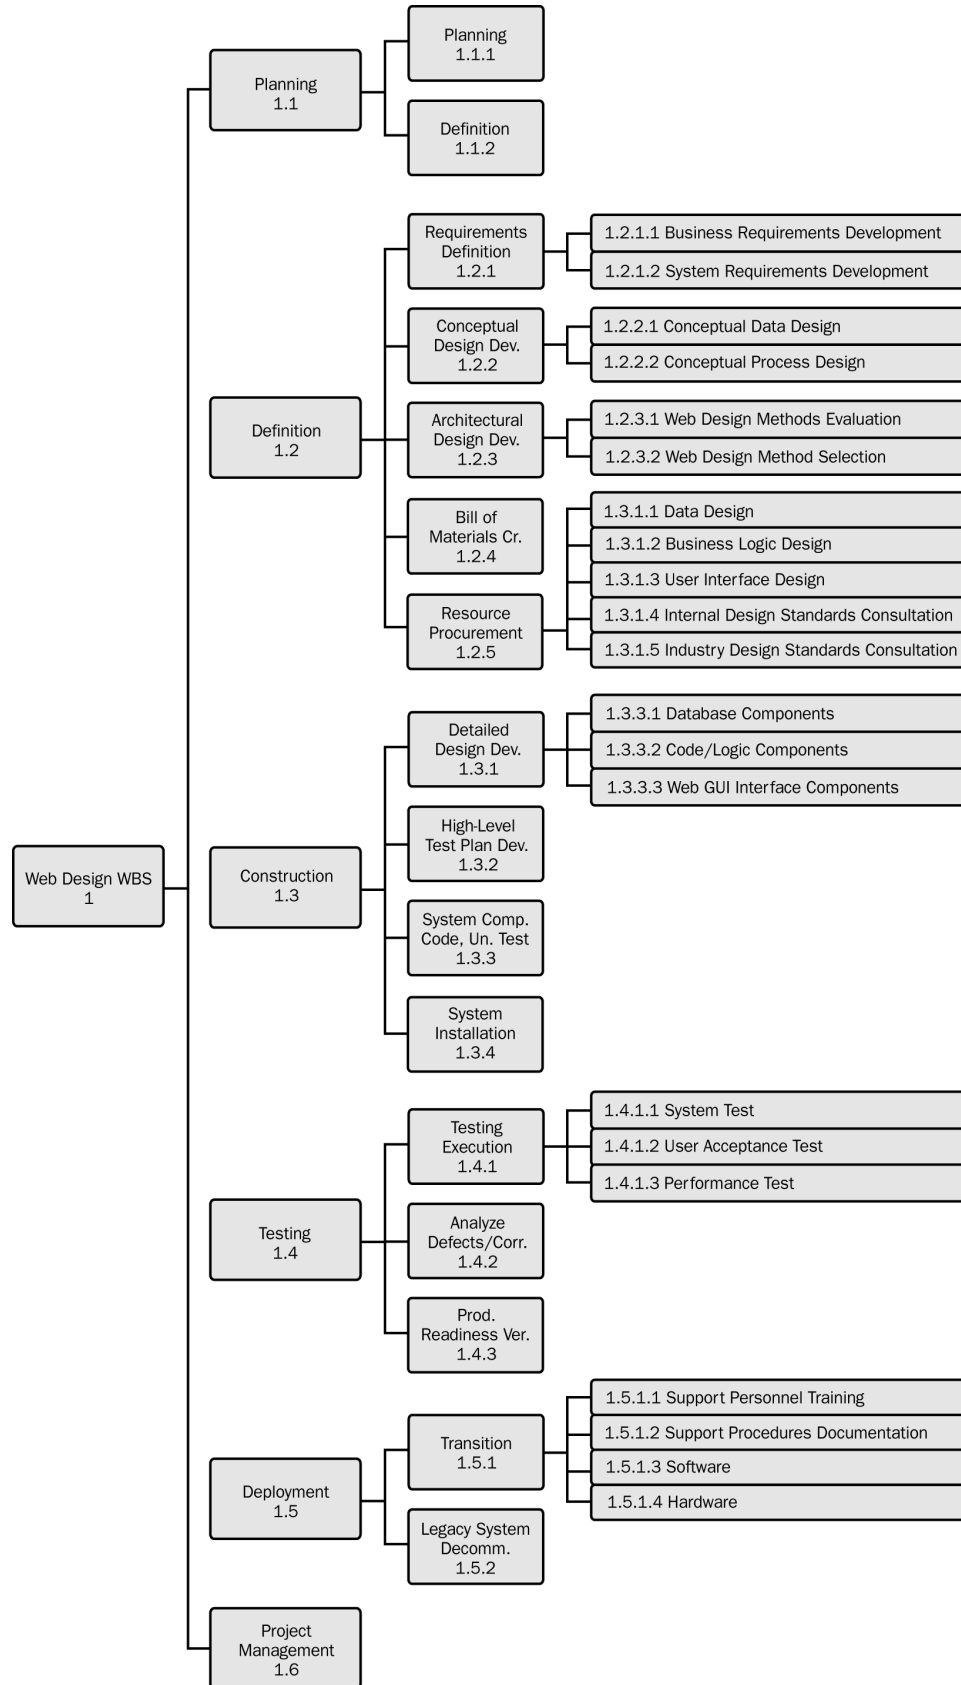 Planning
1.1.1
Planning
1.1
Definition
1.1.2
Requirements
Definition
1.2.1
1.2.1.1 Business Requirements Development
1.2.1.2 System Requirements Development
Conceptual
Design Dev.
1.2.2
1.2.2.1 Conceptual Data Design
1.2.2.2 Conceptual Process Design
Definition
1.2
Architectural
Design Dev.
1.2.3
1.2.3.1 Web Design Methods Evaluation
1.2.3.2 Web Design Method Selection
Bill of
Materials Cr.
1.2.4
Resource
Procurement
1.2.5
1.3.1.1 Data Design
1.3.1.2 Business Logic Design
1.3.1.3 User Interface Design
1.3.1.4 Internal Design Standards Consultation
1.3.1.5 Industry Design Standards Consultation
Detailed
Design Dev.
1.3.1
1.3.3.1 Database Components
1.3.3.2 Code/Logic Components
1.3.3.3 Web GUI Interface Components
High-Level
Test Plan Dev.
1.3.2
Web Design WBS
1
Construction
1.3
System Comp.
Code, Un. Test
1.3.3
System
Installation
1.3.4
Testing
Execution
1.4.1
1.4.1.1 System Test
1.4.1.2 User Acceptance Test
1.4.1.3 Performance Test
Testing
1.4
Analyze
Defects/Corr.
1.4.2
Prod.
Readiness Ver.
1.4.3
Transition
1.5.1
1.5.1.1 Support Personnel Training
1.5.1.2 Support Procedures Documentation
1.5.1.3 Software
1.5.1.4 Hardware
Deployment
1.5
Legacy System
Decomm.
1.5.2
Project
Management
1.6